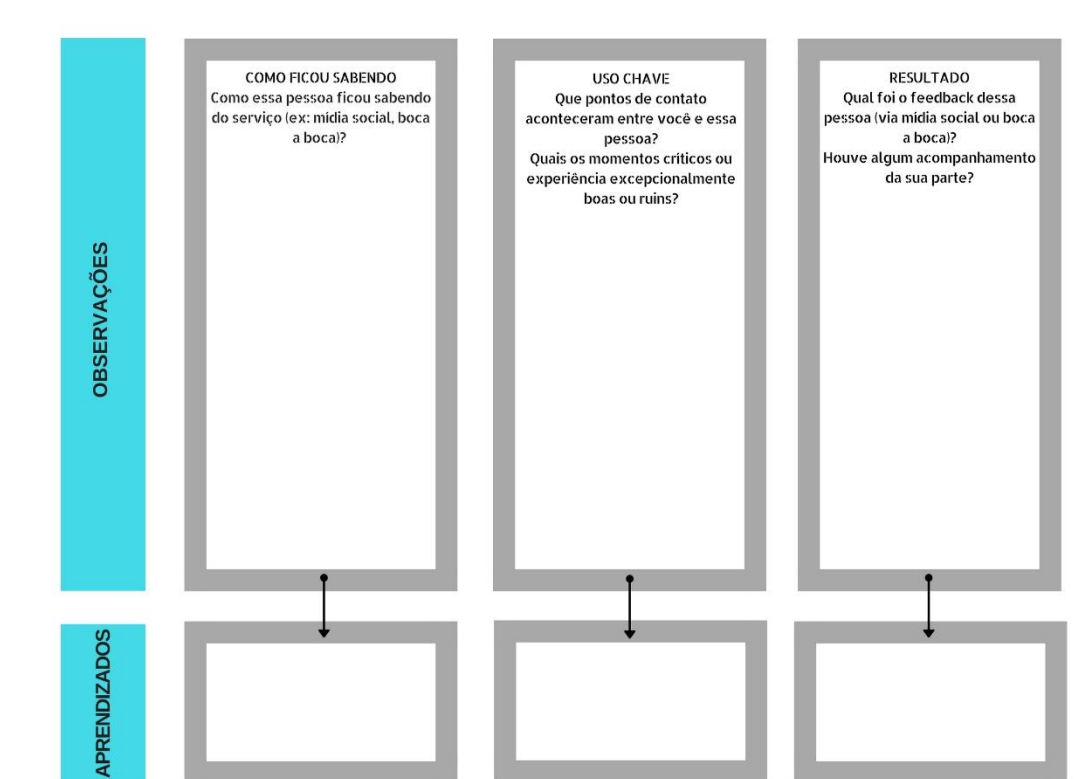 OBSERVAÇÕES
COMO FICOU SABENDO
Como essa pessoa ficou sabendo
do serviço (ex: mídia social, boca
a boca)?
USO CHAVE
Que pontos de contato
aconteceram entre você e essa
pessoa?
Quais os momentos críticos ou
experiência excepcionalmente
boas ou ruins?
RESULTADO
Qual foi o feedback dessa
pessoa (via mídia social ou boca
a boca)?
Houve algum acompanhamento
da sua parte?
APRENDIZADOS